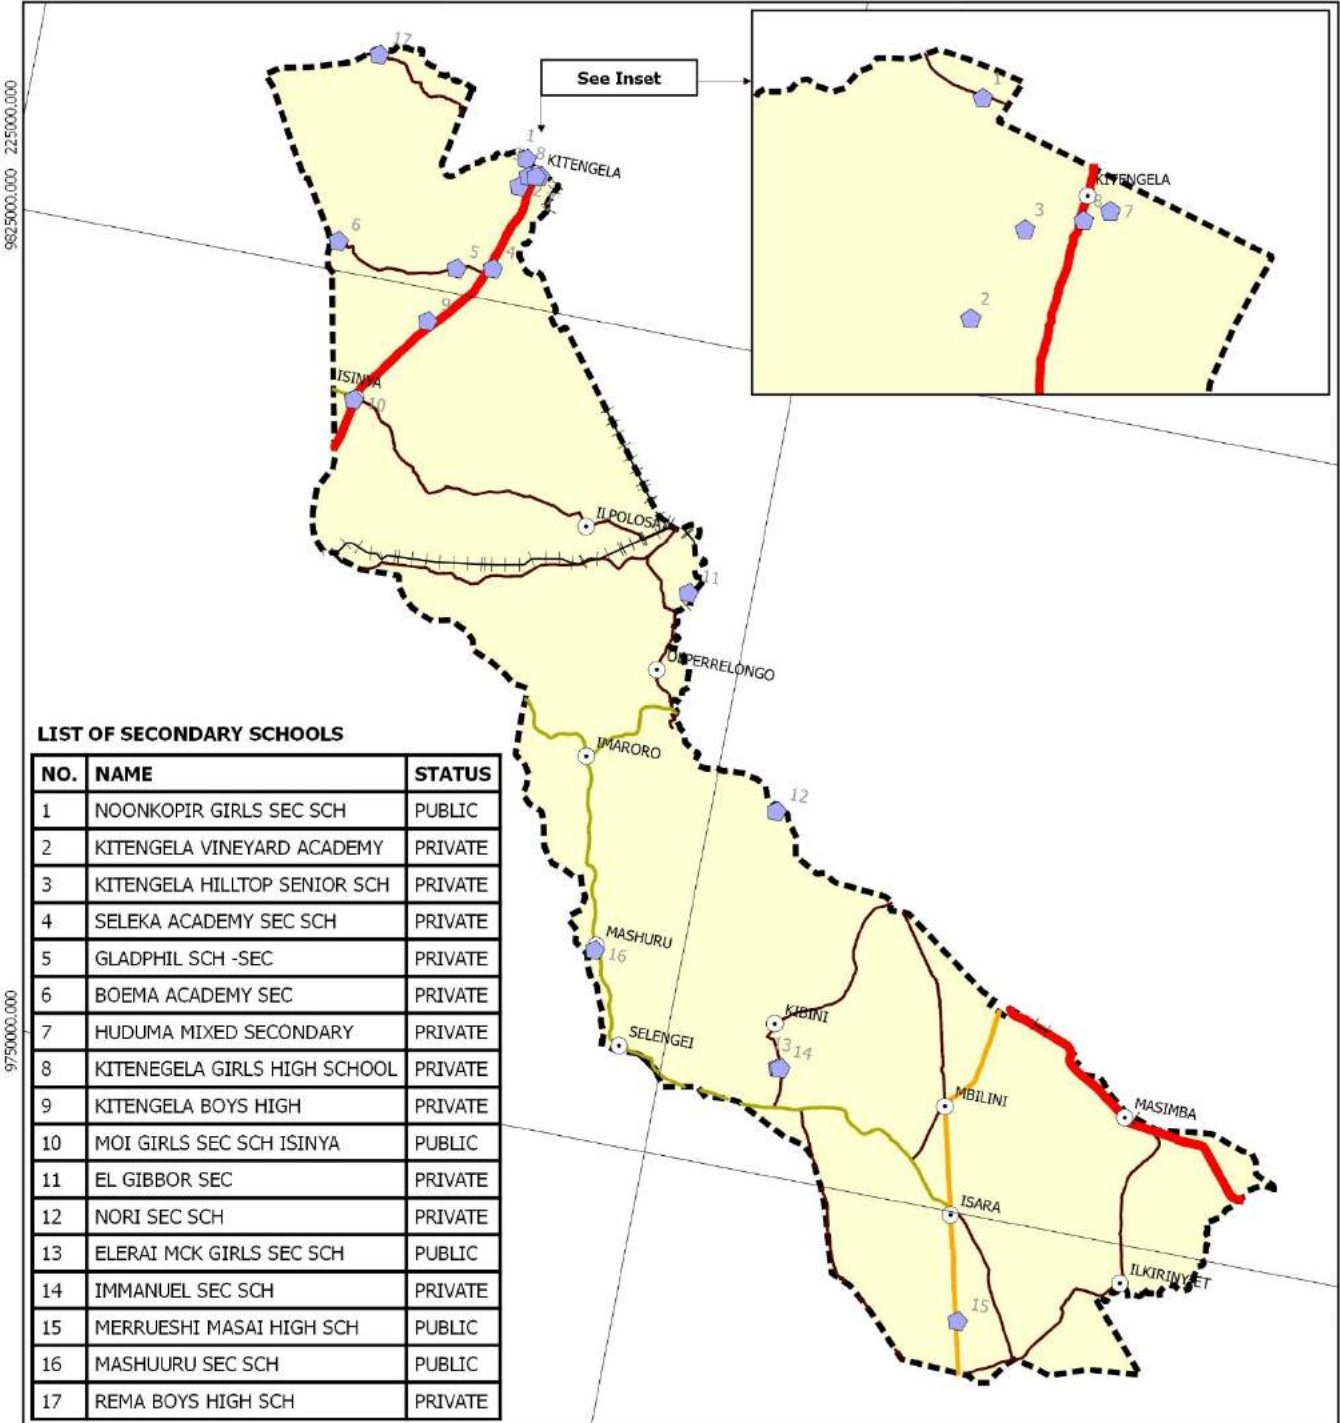 17
See Inset
1
8
KITENGELA
2
6
5
4
9
ISINYA
10
1
KITENGELA
8
7
3
2
9825000.000 2250000.000
9750000.000
11
IMARORO
12
MASHURU
16
KIBINI
13 14
SELENGEI
MBILINI
MASIMBA
ISARA
15
LIST OF SECONDARY SCHOOLS
NO. NAME STATUS
1 NOONKOPIR GIRLS SEC SCH PUBLIC
2 KITENGELA VINEYARD ACADEMY PRIVATE
3 KITENGELA HILLTOP SENIOR SCH PRIVATE
4 SELEKA ACADEMY SEC SCH PRIVATE
5 GLADPHIL SCH -SEC PRIVATE
6 BOEMA ACADEMY SEC PRIVATE
7 HUDUMA MIXED SECONDARY PRIVATE
8 KITENEGELA GIRLS HIGH SCHOOL PRIVATE
9 KITENGELA BOYS HIGH PRIVATE
10 MOI GIRLS SEC SCH ISINYA PUBLIC
11 EL GIBBOR SEC PRIVATE
12 NORI SEC SCH PRIVATE
13 ELERAI MCK GIRLS SEC SCH PUBLIC
14 IMMANUEL SEC SCH PRIVATE
15 MERRUESHI MASAI HIGH SCH PUBLIC
16 MASHUURU SEC SCH PUBLIC
17 REMA BOYS HIGH SCH PRIVATE